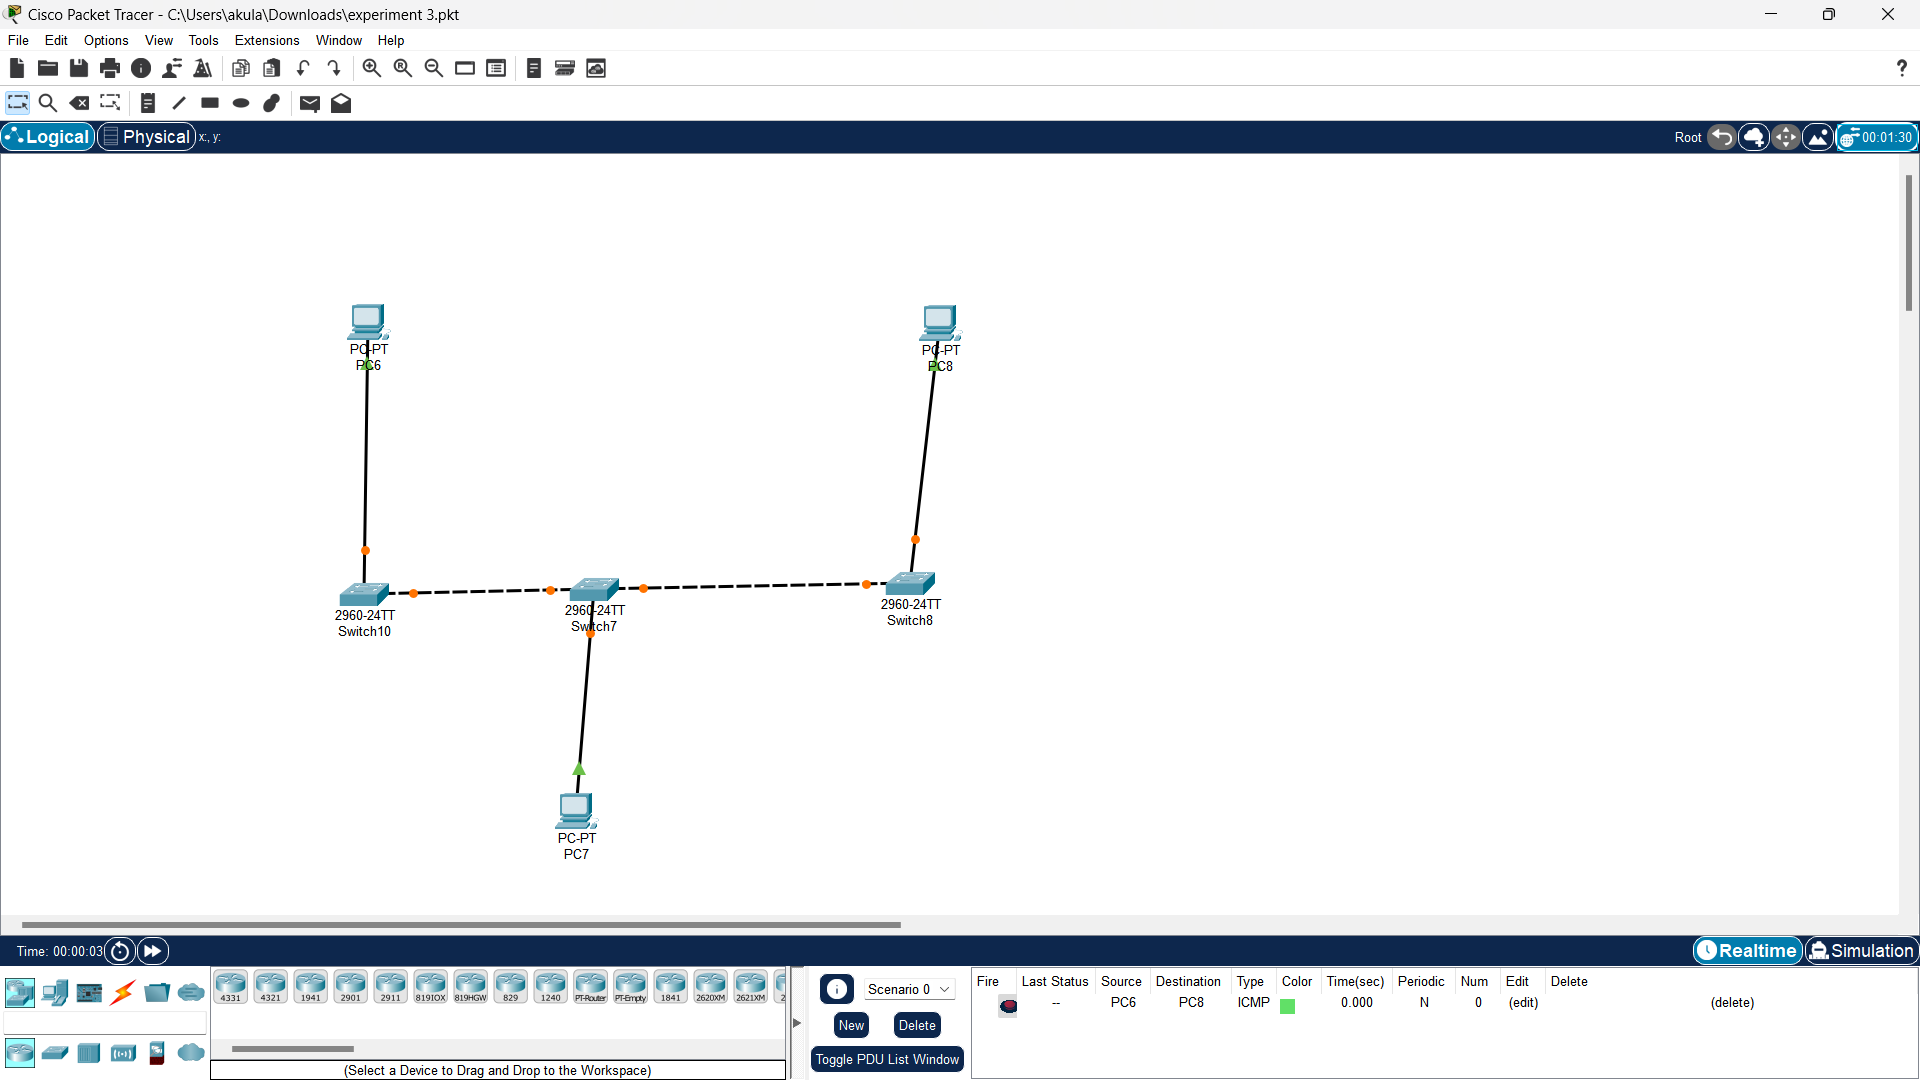 Cisco Packet Tracer - C:\Users\akula\Downloads\experiment 3.pkt
File Edit Options View Tools Extensions Window Help
?
Logical Physical x:, y: Root 00:01:30
PC-PT
PC6
PC-PT
PC8
2960-24TT
Switch10
2960-24TT
Switch7
2960-24TT
Switch8
PC-PT
PC7
Time: 00:00:03 Realtime Simulation
4331 4321 1941 2901 2911 819IOX 819HGW 829 1240 PT-Router PT-Empty 1841 2620XM 2621XM
(Select a Device to Drag and Drop to the Workspace)
Scenario 0
New Delete
Toggle PDU List Window
Fire Last Status Source Destination Type Color Time(sec) Periodic Num Edit Delete
-- PC6 PC8 ICMP 0.000 N 0 (edit) (delete)